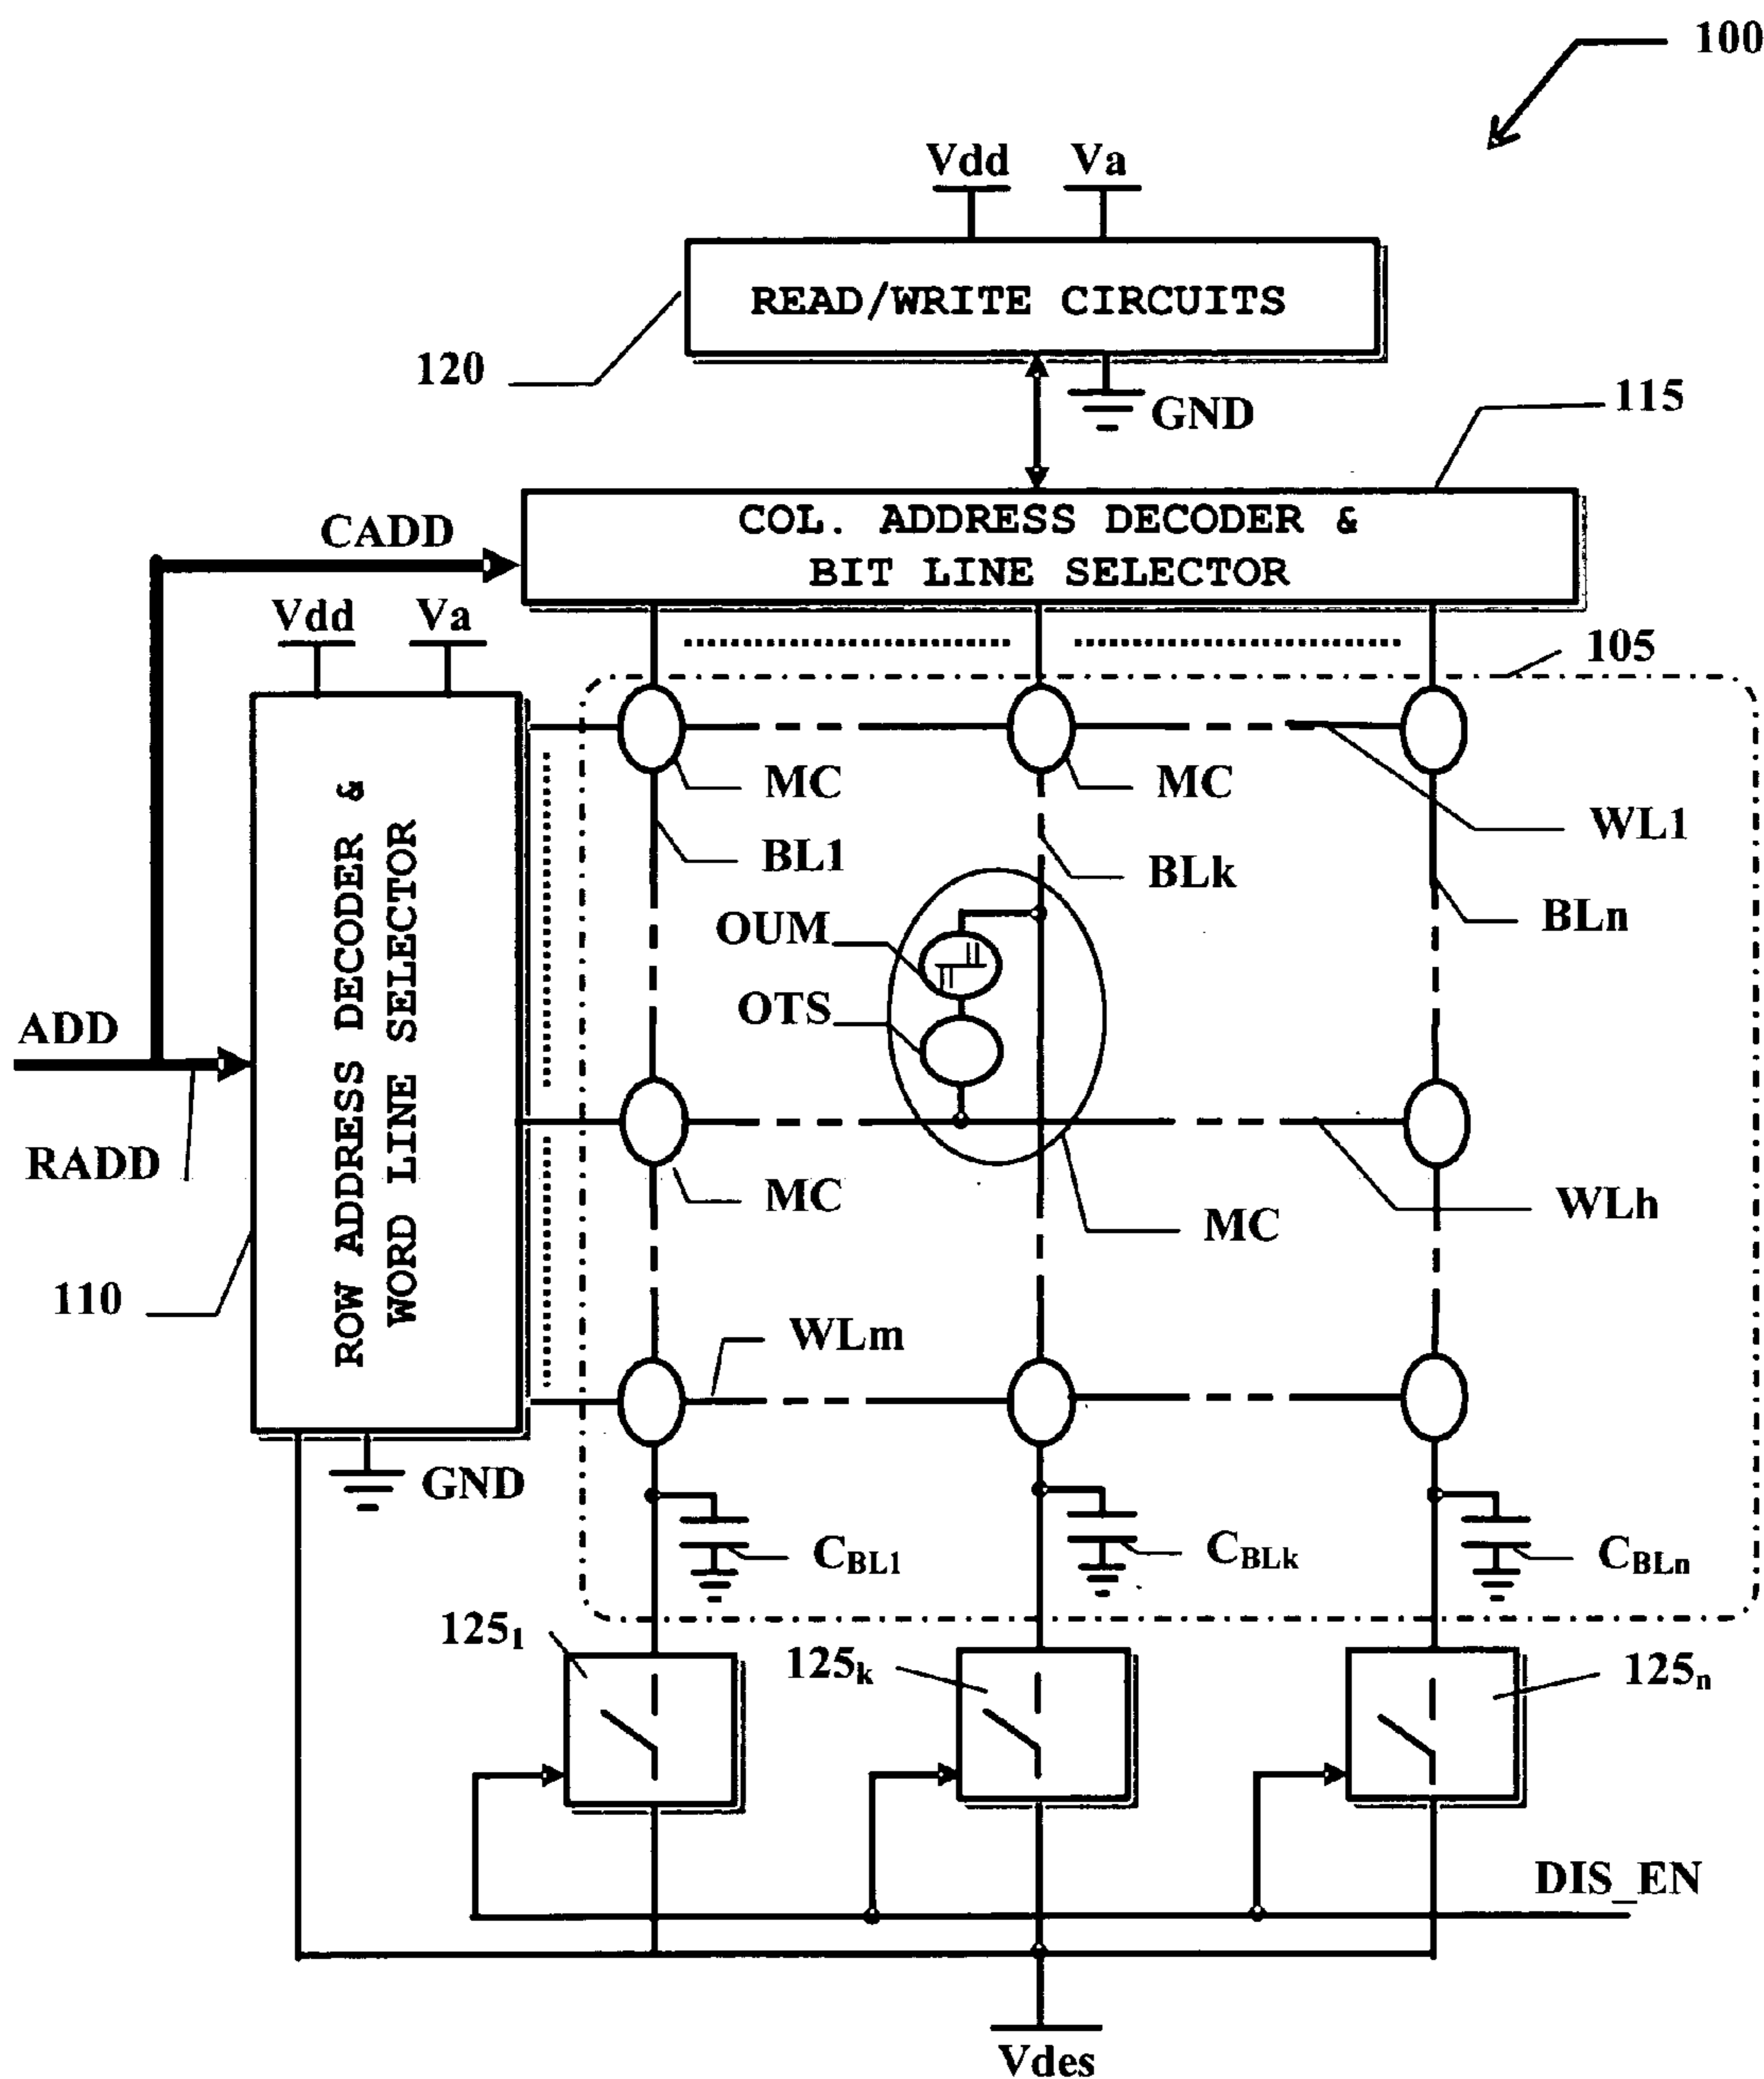 100
Vdd Va
READ/WRITE CIRCUITS
120
GND
115
COL. ADDRESS DECODER &
BIT LINE SELECTOR
CADD
Vdd Va
105
ROW ADDRESS DECODER &
WORD LINE SELECTOR
MC MC
WL1
BL1 BLk
BLn
OUM
OTS
ADD
RADD
MC MC
WLh
110
WLm
GND
CBL1 CBLk CBLn
1251 125k 125n
DIS_EN
Vdes